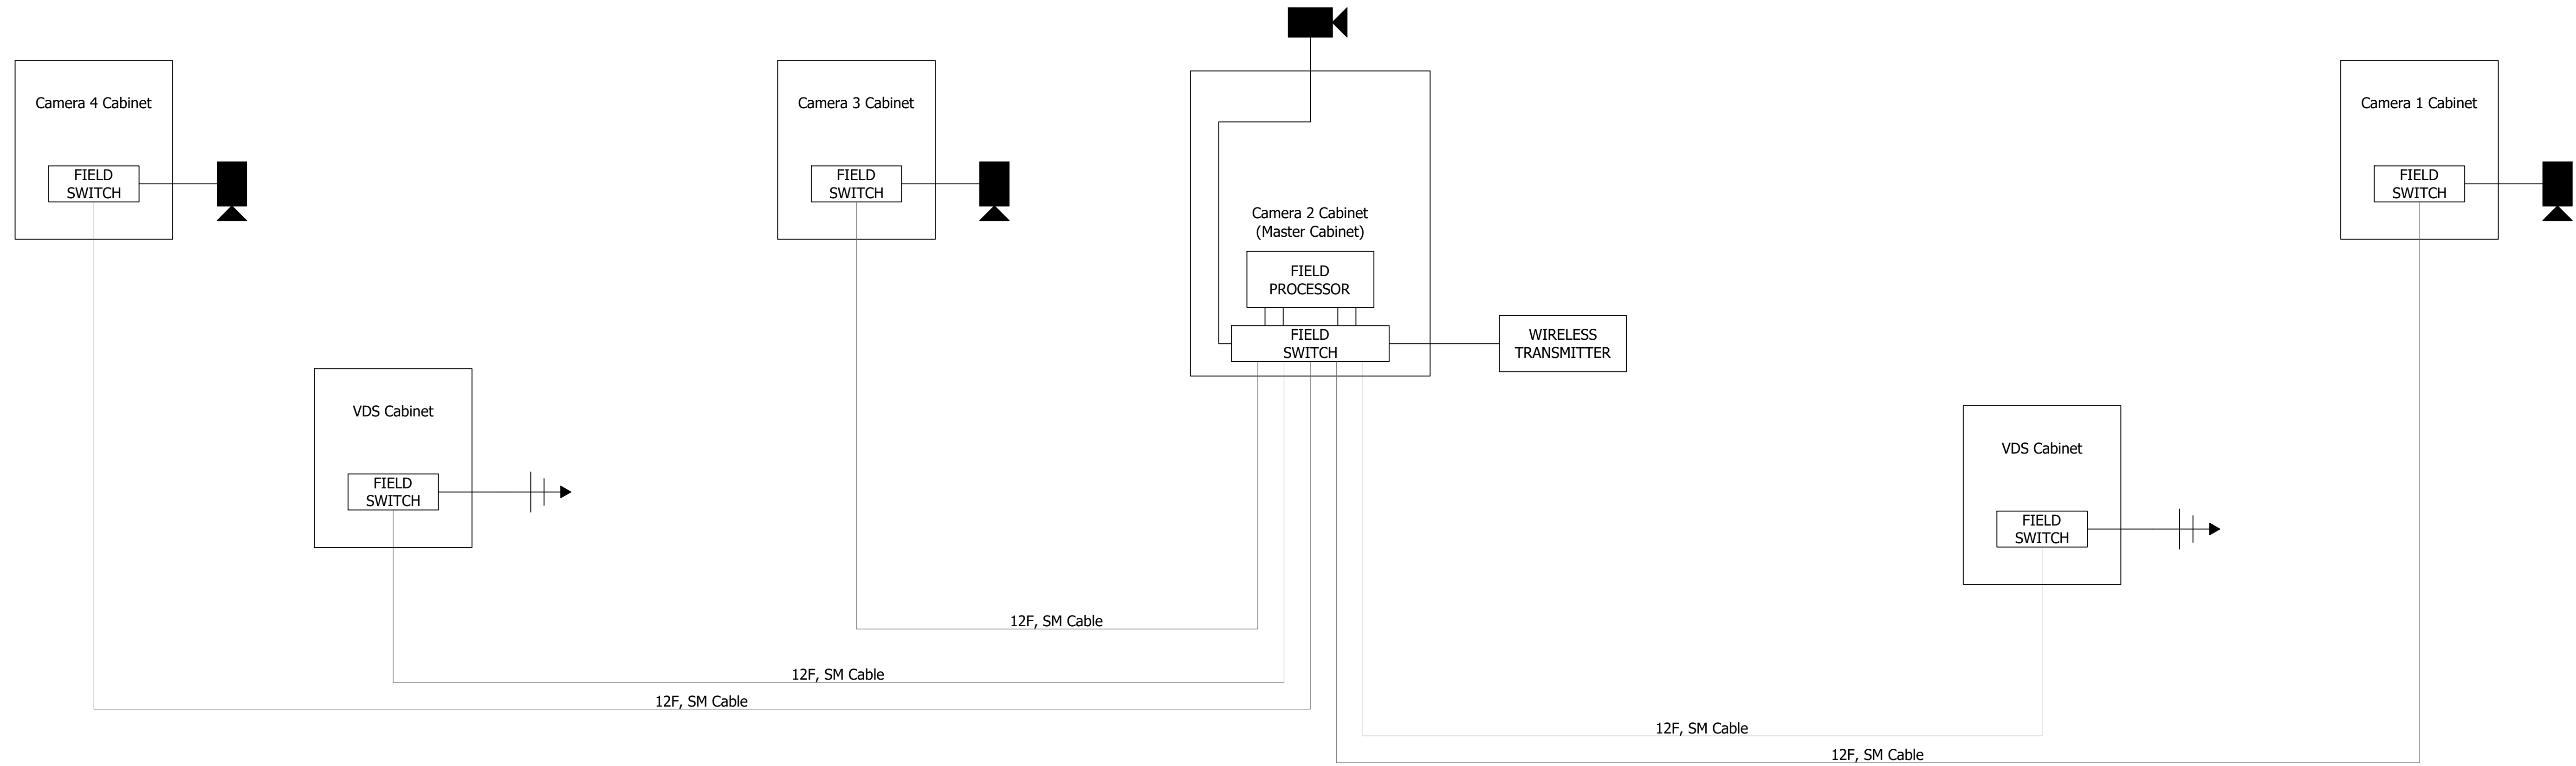 Camera 4 Cabinet
FIELD
SWITCH
Camera 3 Cabinet
FIELD
SWITCH
Camera 2 Cabinet
(Master Cabinet)
FIELD
PROCESSOR
FIELD
SWITCH
WIRELESS
TRANSMITTER
Camera 1 Cabinet
FIELD
SWITCH
VDS Cabinet
FIELD
SWITCH
VDS Cabinet
FIELD
SWITCH
12F, SM Cable
12F, SM Cable
12F, SM Cable
12F, SM Cable
12F, SM Cable